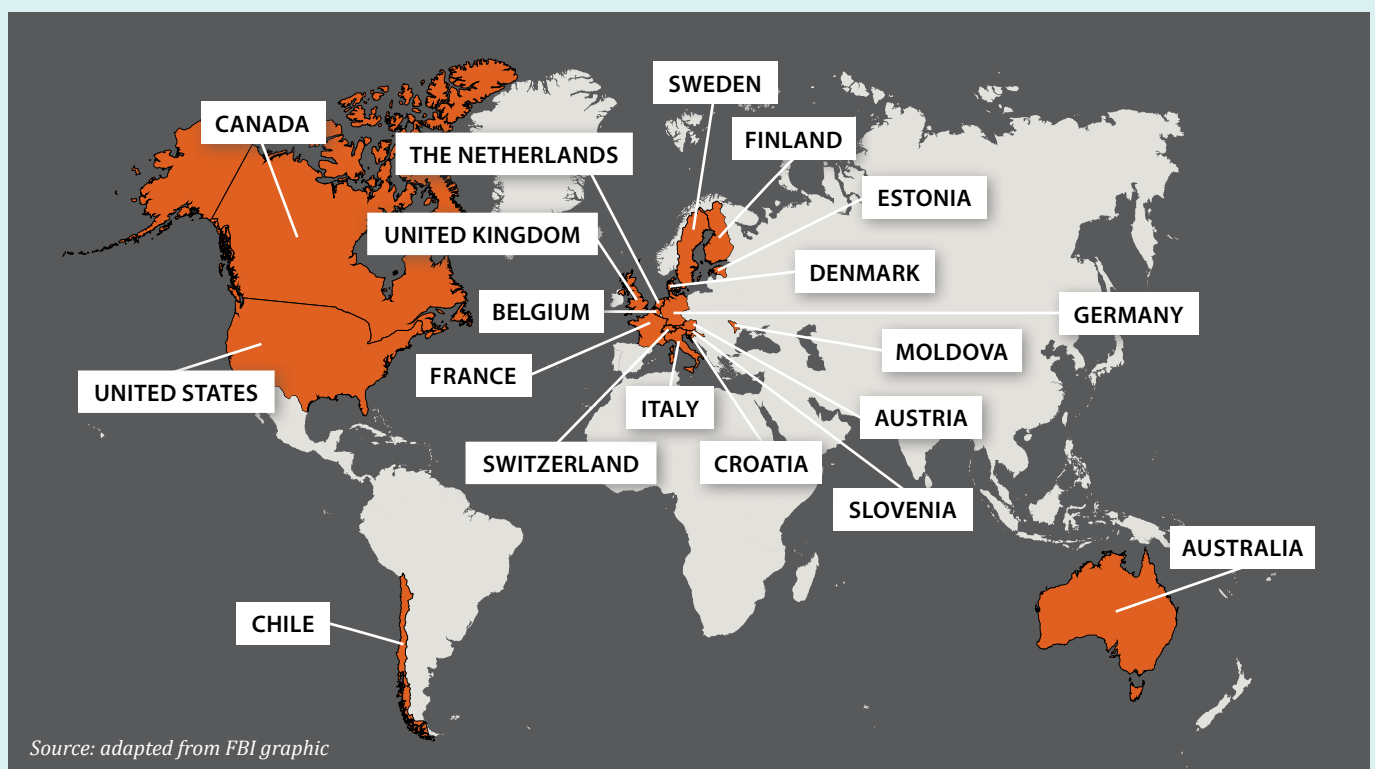 SWEDEN
CANADA
FINLAND
THE NETHERLANDS
ESTONIA
UNITED KINGDOM
DENMARK
BELGIUM
GERMANY
MOLDOVA
FRANCE
UNITED STATES
ITALY
AUSTRIA
SWITZERLAND
CROATIA
SLOVENIA
AUSTRALIA
CHILE
Source: adapted from FBI graphic